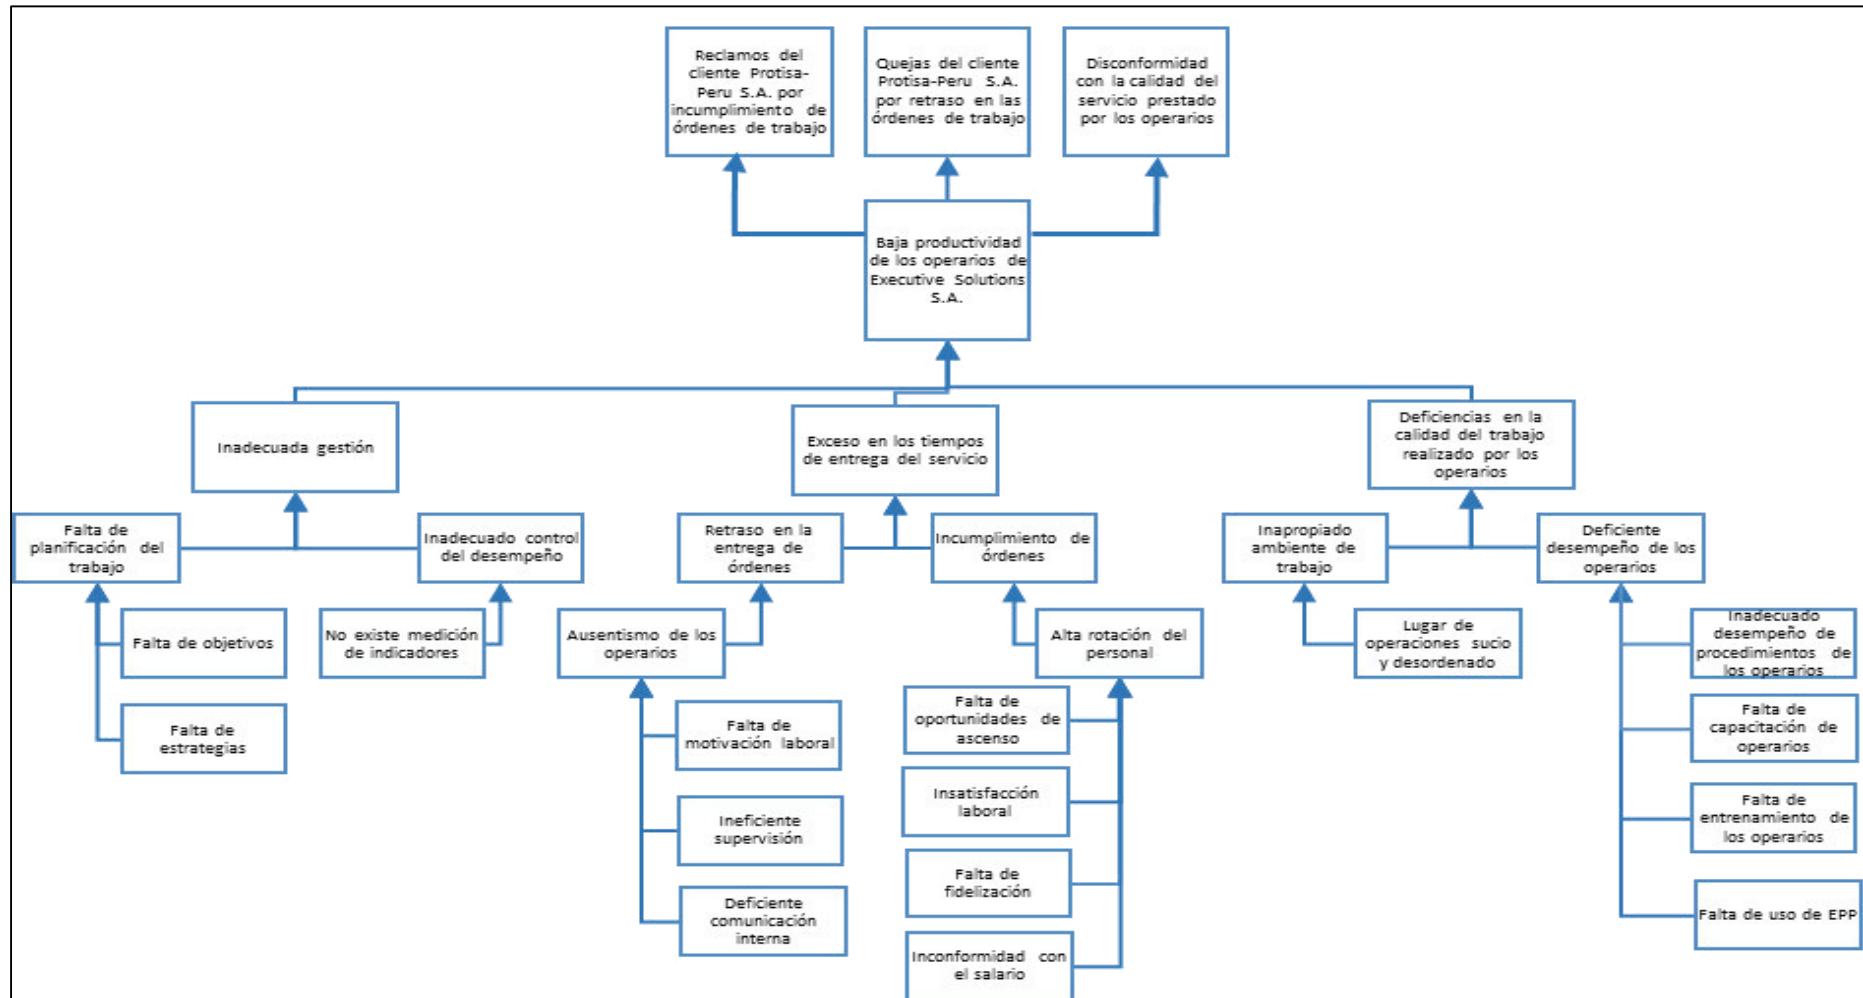 Reclamos del
cliente Protisa-
Peru S.A. por
incumplimiento de
órdenes de trabajo
Quejas del cliente
Protisa-Peru S.A.
por retraso en las
órdenes de trabajo
Disconformidad
con la calidad del
servicio prestado
por los operarios
Baja productividad
de los operarios de
Executive Solutions
S.A.
Inadecuada gestión
Exceso en los tiempos
de entrega del servicio
Deficiencias en la
calidad del trabajo
realizado por los
operarios
Falta de
planificación del
trabajo
Inadecuado control
del desempeño
Retraso en la
entrega de
órdenes
Incumplimiento de
órdenes
Inapropiado
ambiente de
trabajo
Deficiente
desempeño de los
operarios
Falta de objetivos
No existe medición
de indicadores
Ausentismo de los
operarios
Alta rotación del
personal
Lugar de
operaciones sucio
y desordenado
Inadecuado
desempeño de
procedimientos de
los operarios
Falta de
estrategias
Falta de
motivación laboral
Falta de
oportunidades de
ascenso
Falta de
capacitación de
operarios
Ineficiente
supervisión
Insatisfacción
laboral
Falta de
entrenamiento de
los operarios
Deficiente
comunicación
interna
Falta de
fidelización
Falta de uso de EPP
Inconformidad con
el salario